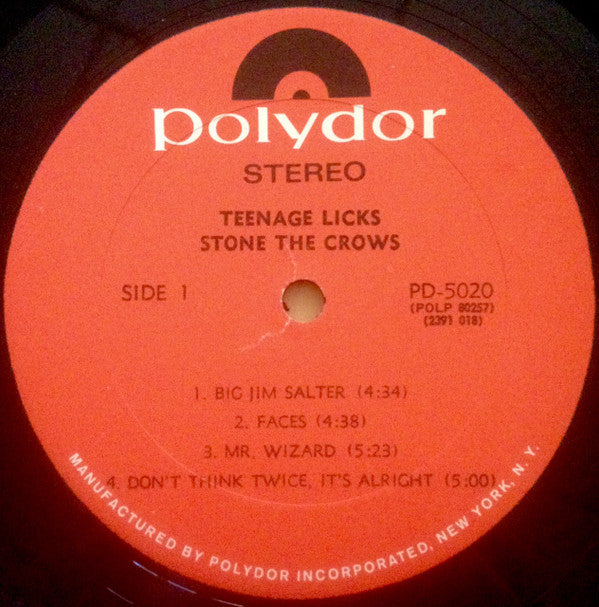 polydor
STEREO
TEENAGE LICKS
STONE THE CROWS
SIDE 1
PD-5020
(POLP 80257)
(2391 018)
1. BIG JIM SALTER (4:34)
2. FACES (4:38)
3. MR. WIZARD (5:23)
4. DON'T THINK TWICE, IT'S ALRIGHT (5:00)
MANUFACTURED BY POLYDOR INCORPORATED, NEW YORK, N. Y.